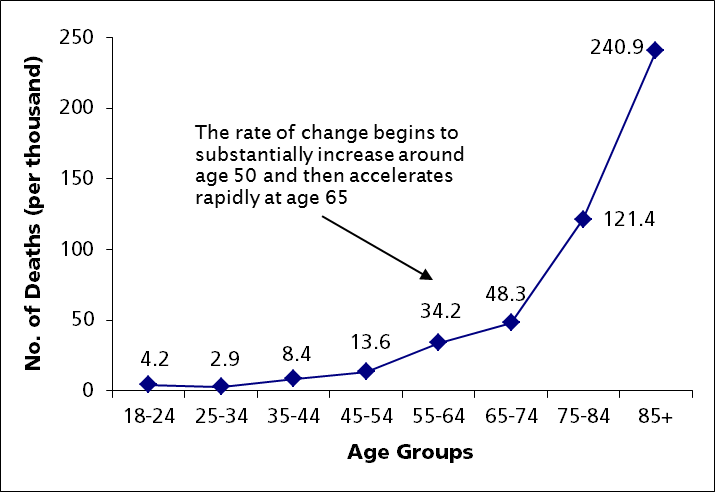 250
200
150
100
50
0
No. of Deaths (per thousand)
The rate of change begins to
substantially increase around
age 50 and then accelerates
rapidly at age 65
4.2
2.9
8.4
13.6
34.2
48.3
121.4
240.9
18-24 25-34 35-44 45-54 55-64 65-74 75-84 85+
Age Groups